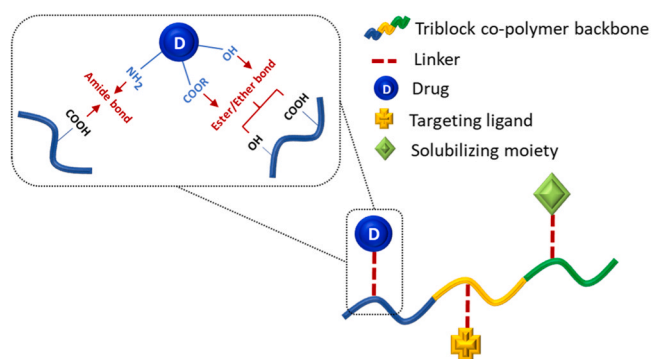 D
OH
NH2
COOR
Amide bond
Ester/Ether bond
COOH
COOH
OH
Triblock co-polymer backbone
Linker
D
Drug
Targeting ligand
Solubilizing moiety
D